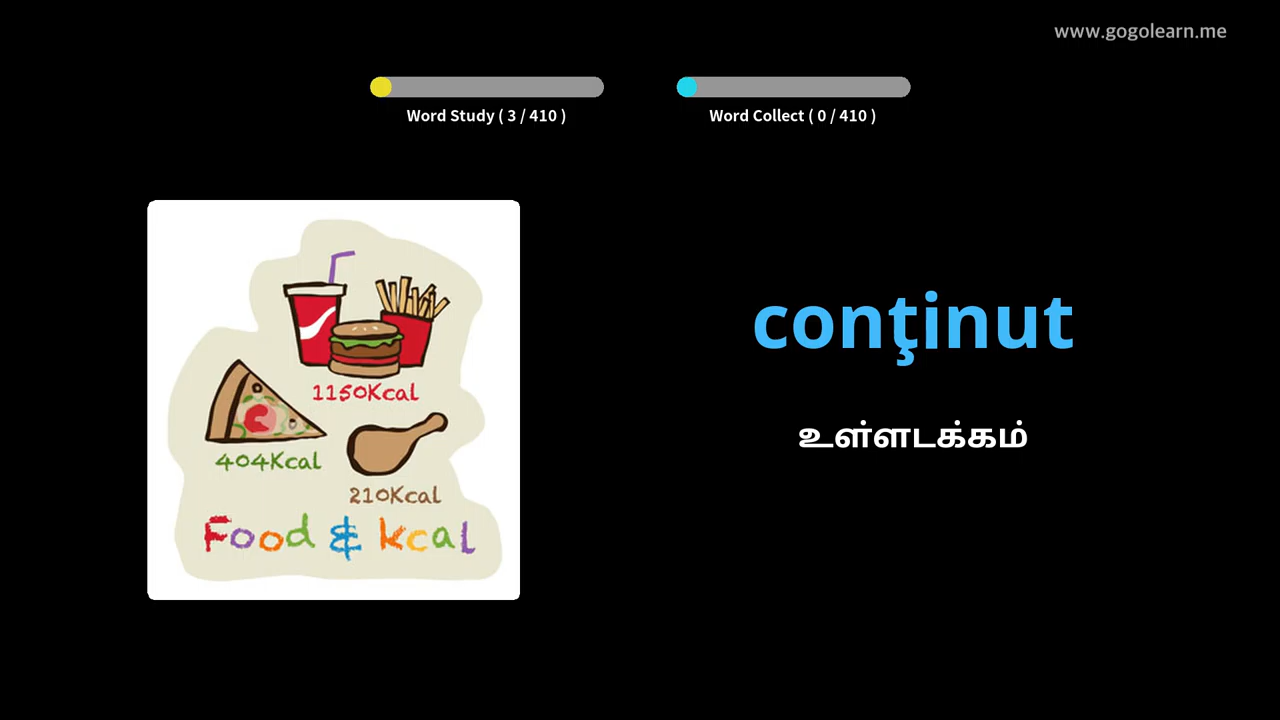 www.gogolearn.me
Word Study ( 3 / 410 )
Word Collect ( 0 / 410 )
1150Kcal
404Kcal
210Kcal
Food & kcal
conţinut
உள்ளடக்கம்